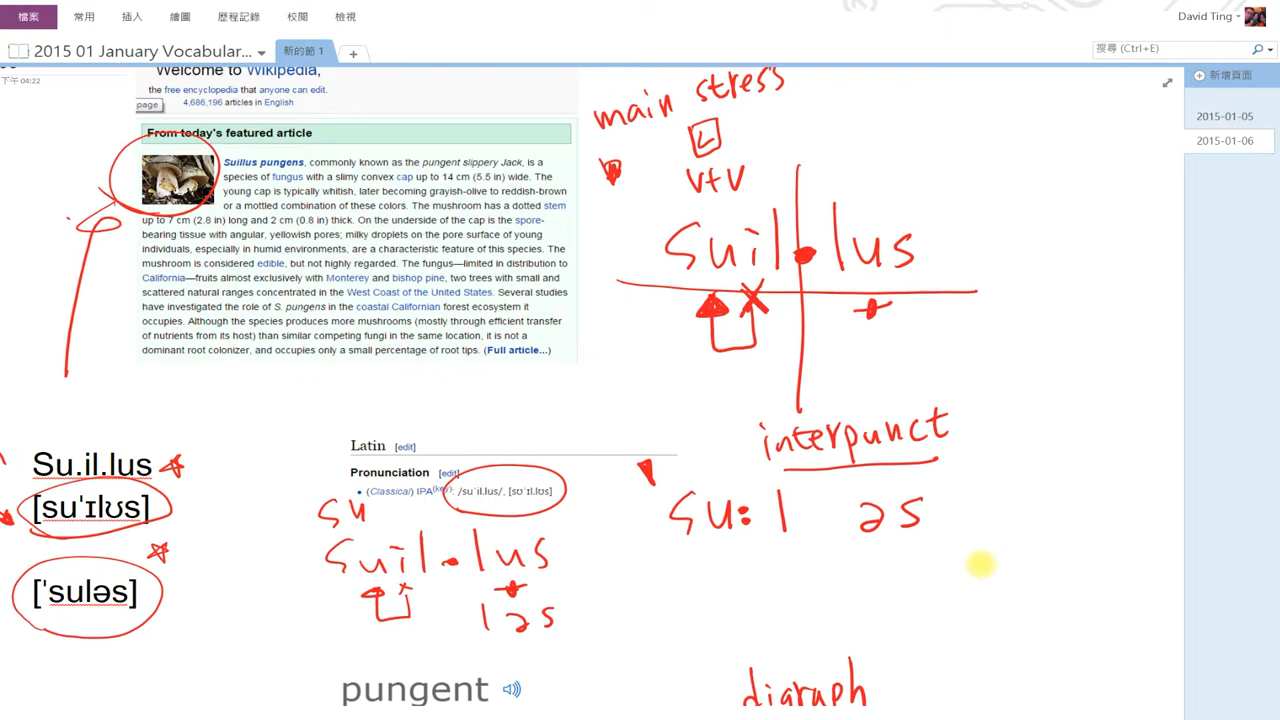 檔案 常用 插入 繪圖 歷程記錄 校閱 檢視
David Ting
2015 01 January Vocabular... 新的節 1
搜尋 (Ctrl+E)
新增頁面
2015-01-05
2015-01-06
下午 04:22
Welcome to Wikipedia,
the free encyclopedia that anyone can edit.
page
4,686,196 articles in English
From today's featured article
Suillus pungens, commonly known as the pungent slippery Jack, is a
species of fungus with a slimy convex cap up to 14 cm (5.5 in) wide. The
young cap is typically whitish, later becoming grayish-olive to reddish-brown
or a mottled combination of these colors. The mushroom has a dotted stem
up to 7 cm (2.8 in) long and 2 cm (0.8 in) thick. On the underside of the cap is the spore-
bearing tissue with angular, yellowish pores; milky droplets on the pore surface of young
individuals, especially in humid environments, are a characteristic feature of this species. The
mushroom is considered edible, but not highly regarded. The fungus—limited in distribution to
California—fruits almost exclusively with Monterey and bishop pine, two trees with small and
scattered natural ranges concentrated in the West Coast of the United States. Several studies
have investigated the role of S. pungens in the coastal Californian forest ecosystem it
occupies. Although the species produces more mushrooms (mostly through efficient transfer
of nutrients from its host) than similar competing fungi in the same location, it is not a
dominant root colonizer, and occupies only a small percentage of root tips. (Full article...)
main stress
L
V+V
Suil·lus
interpunct
su:l əs
Su.il.lus
[suˈɪlʊs]
[ˈsuləs]
Latin [edit]
Pronunciation [edit]
• (Classical) IPA(key): /suˈil.lus/, [sʊˈɪl.lʊs]
su
suil·lus
ləs
pungent
digraph